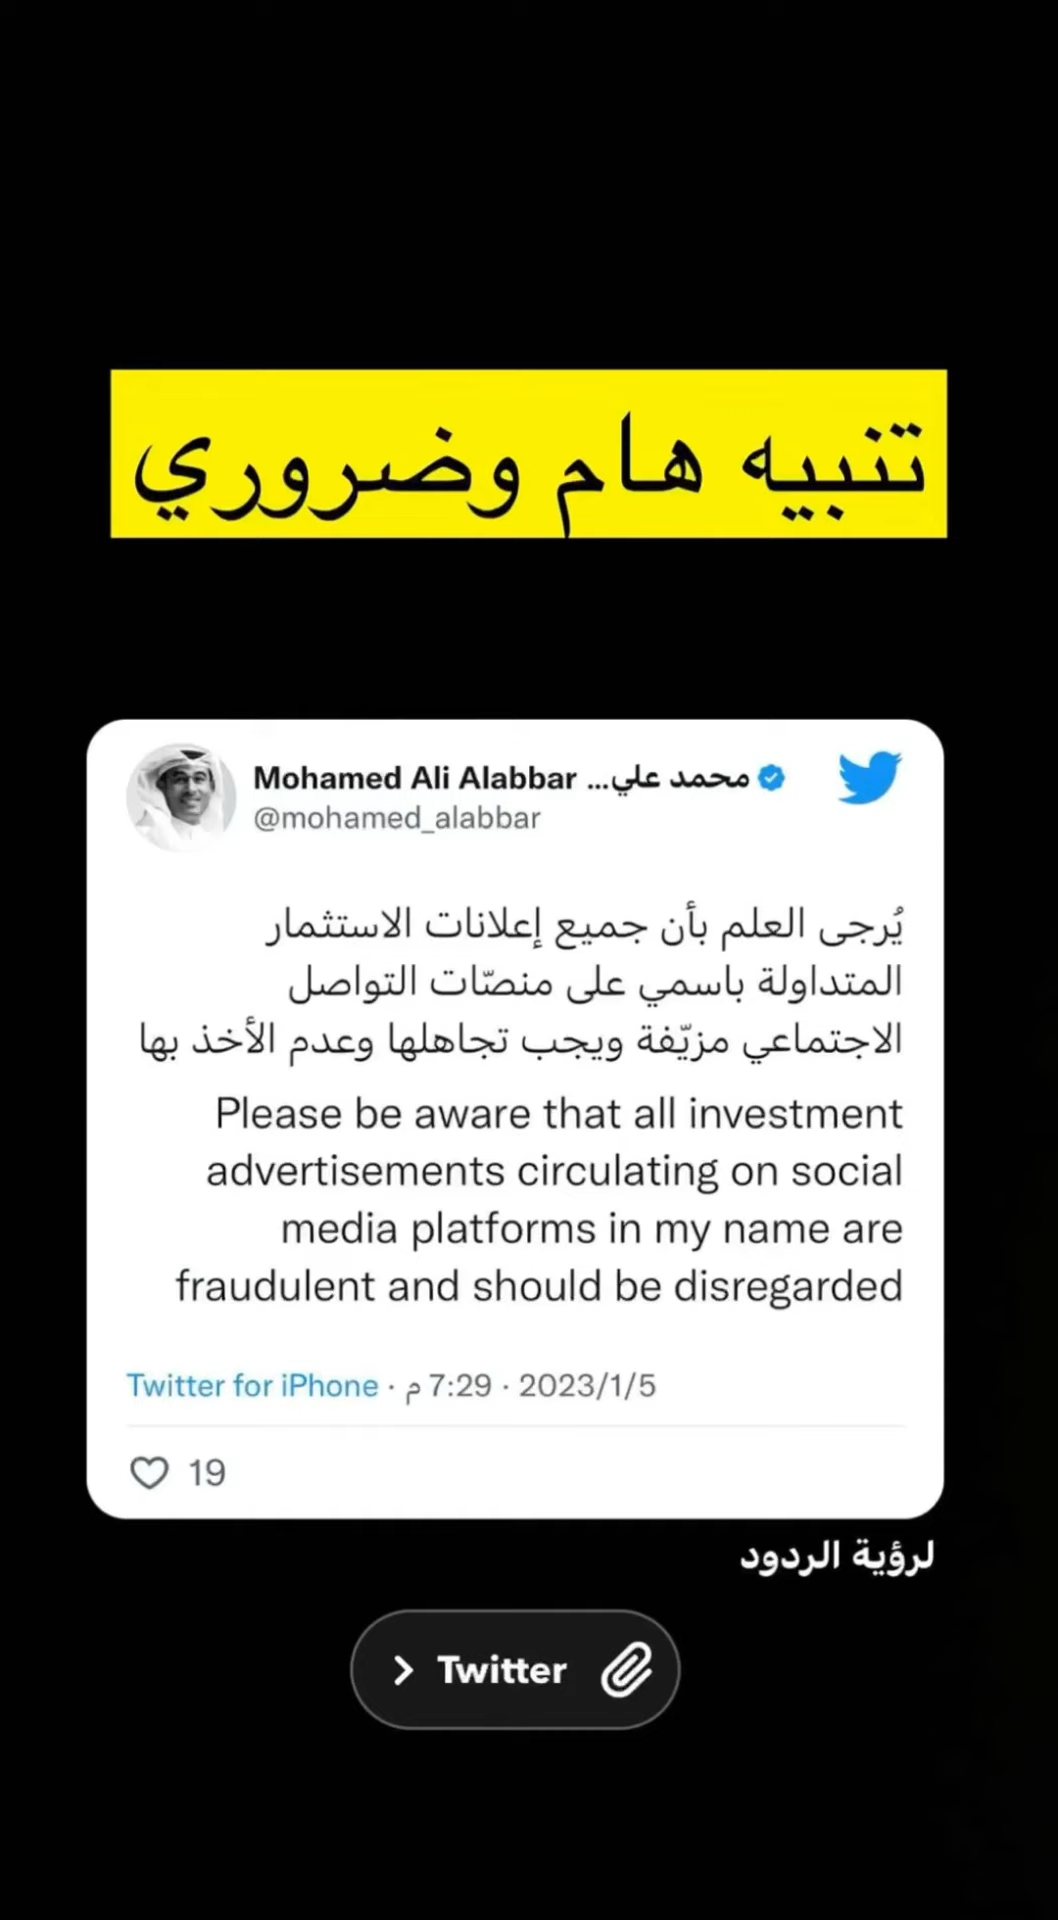 تنبيه هام وضروري
Mohamed Ali Alabbar محمد علي...
@mohamed_alabbar
يُرجى العلم بأن جميع إعلانات الاستثمار
المتداولة باسمي على منصّات التواصل
الاجتماعي مزيّفة ويجب تجاهلها وعدم الأخذ بها
Please be aware that all investment
advertisements circulating on social
media platforms in my name are
fraudulent and should be disregarded
Twitter for iPhone · م 7:29 · 2023/1/5
19
لرؤية الردود
Twitter